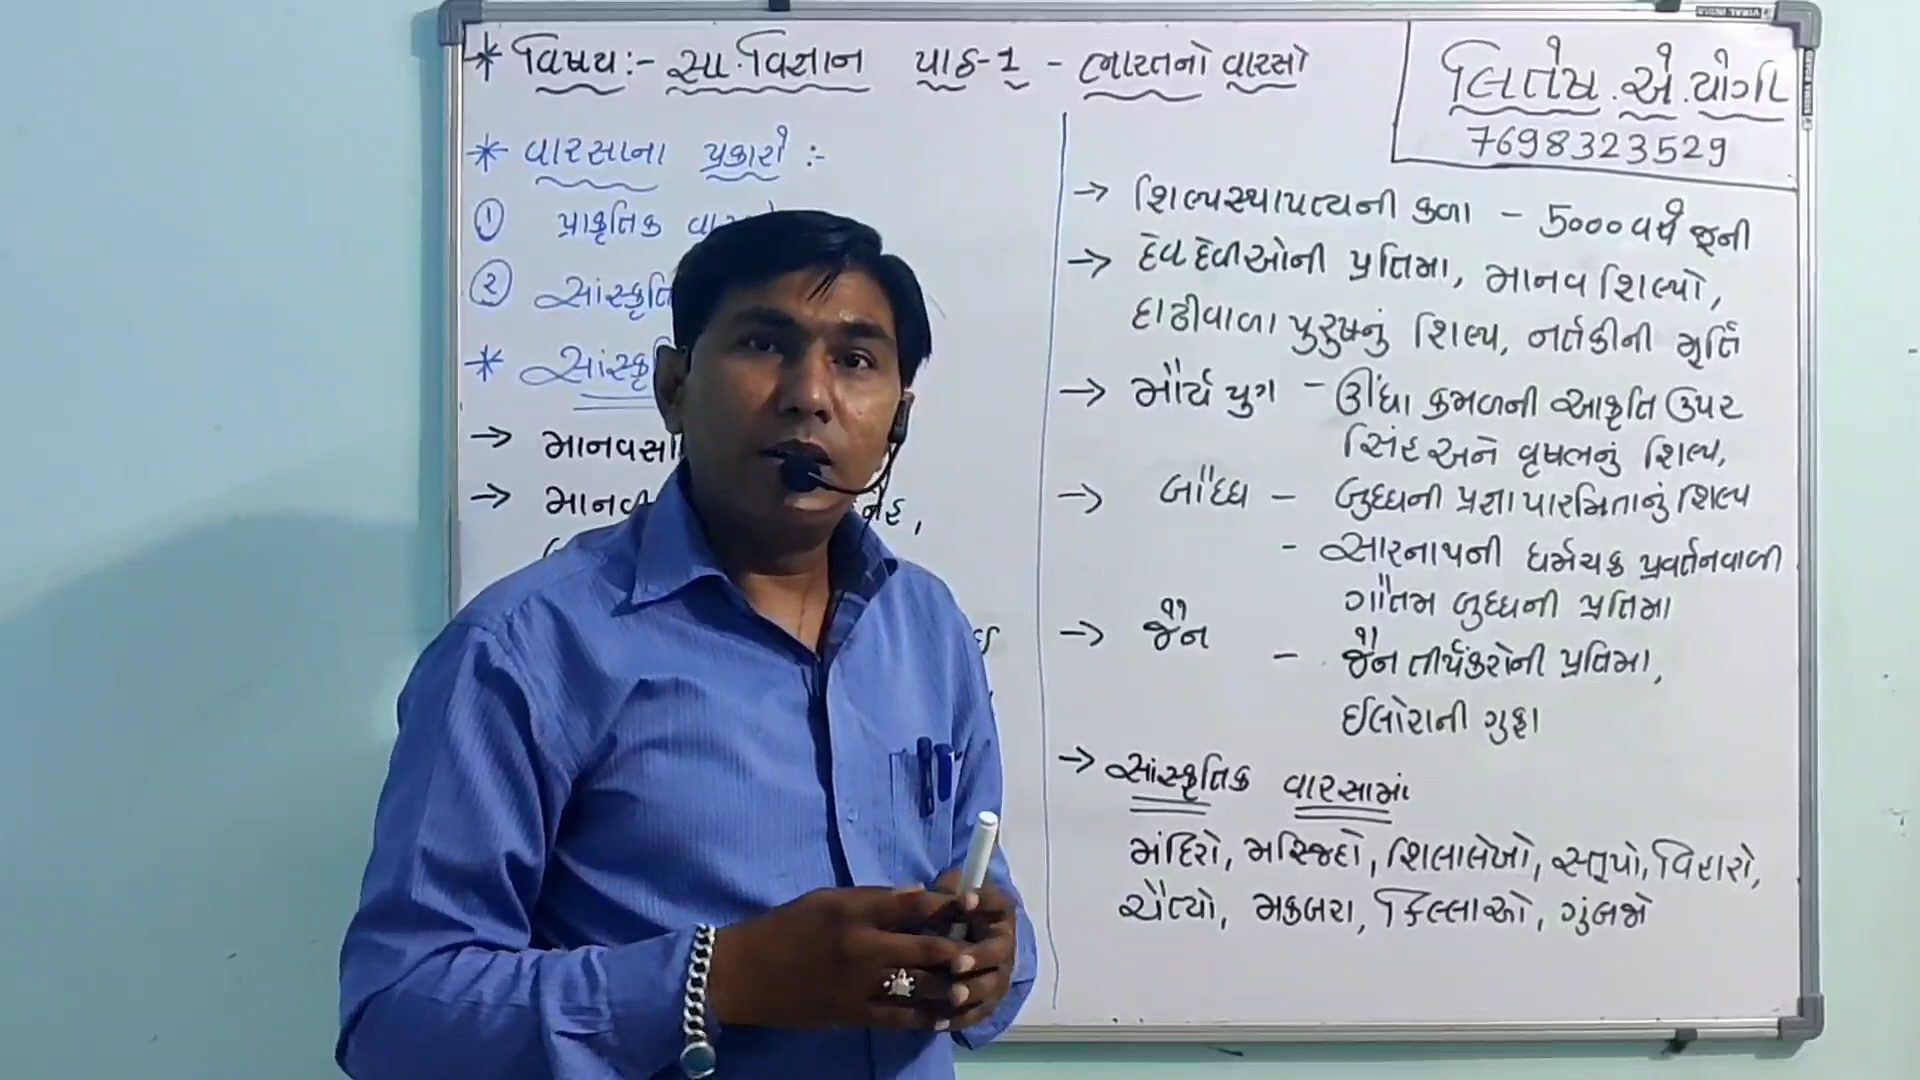 * વિષય:- સા.વિજ્ઞાન પાઠ-1 - ભારતનો વારસો
* વારસાના પ્રકારો :-
① પ્રાકૃતિક
② સાંસ્કૃતિ
*
→
→
એ. યોગી
7698323529
→ શિલ્પસ્થાપત્યની કળા - 5000 વર્ષ જૂની
→ દેવ દેવીઓની પ્રતિમા, માનવ શિલ્પો,
દાઢીવાળા પુરુષનું શિલ્પ, નર્તકીની મૂર્તિ
→ મૌર્ય યુગ - ઊંધા કમળની આકૃતિ ઉપર
સિંહ અને વૃષભનું શિલ્પ,
→ બૌધ્ધ - બુધ્ધની પ્રજ્ઞાપારમિતાનું શિલ્પ
- સારનાથની ધર્મચક્ર પ્રવર્તનવાળી
ગૌતમ બુધ્ધની પ્રતિમા
→ જૈન - જૈન તીર્થંકરોની પ્રતિમા,
ઈલોરાની ગુફા
→ સાંસ્કૃતિક વારસામાં
મંદિરો, મસ્જિદો, શિલાલેખો, સ્તૂપો, વિહારો,
ચૈત્યો, મકબરા, કિલ્લાઓ, ગુંબજો